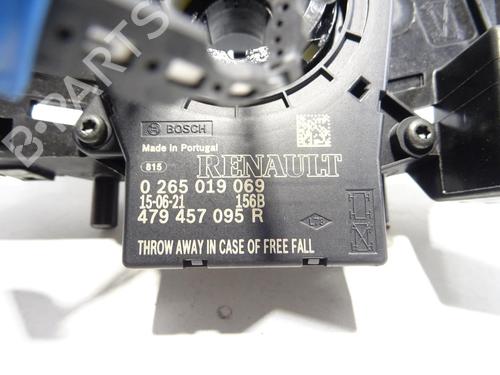 BOSCH
Made in Portugal
815 RENAULT
0 265 019 069
15-06-21 156B
479 457 095 R
THROW AWAY IN CASE OF FREE FALL
B-PARTS